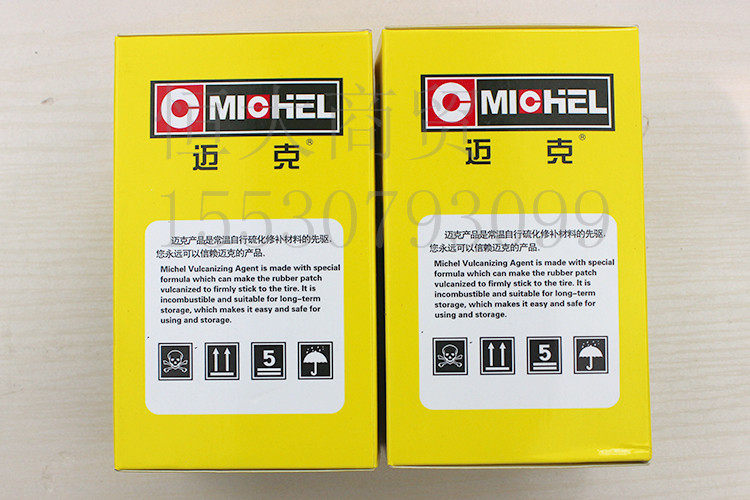 MICHEL
迈克®
迈克产品是常温自行硫化修补材料的先驱.
您永远可以信赖迈克的产品.
Michel Vulcanizing Agent is made with special
formula which can make the rubber patch
vulcanized to firmly stick to the tire. It is
incombustible and suitable for long-term
storage, which makes it easy and safe for
using and storage.
5
MICHEL
迈克®
迈克产品是常温自行硫化修补材料的先驱.
您永远可以信赖迈克的产品.
Michel Vulcanizing Agent is made with special
formula which can make the rubber patch
vulcanized to firmly stick to the tire. It is
incombustible and suitable for long-term
storage, which makes it easy and safe for
using and storage.
5
恒大商贸
15530793099